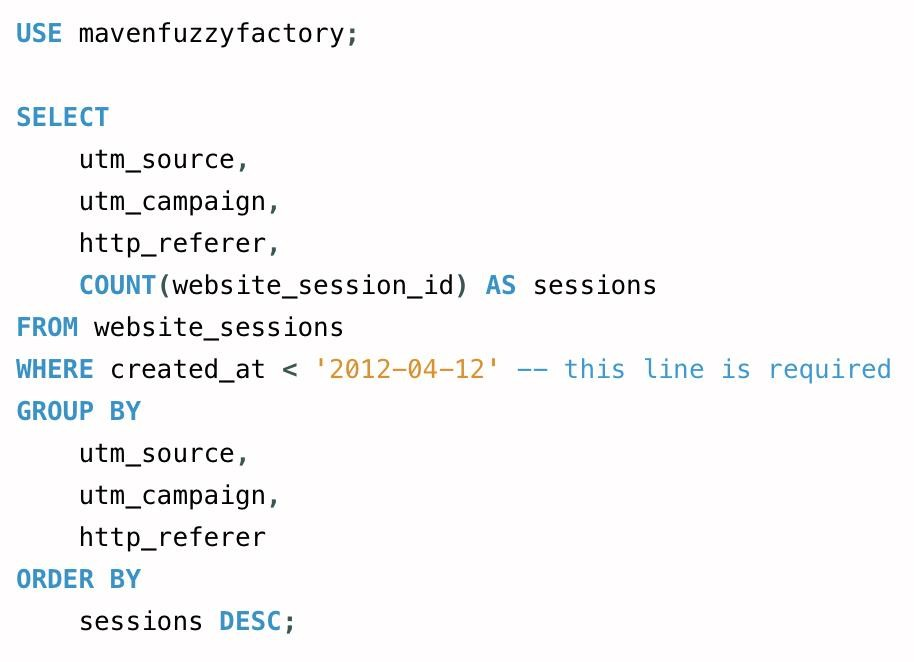 USE mavenfuzzyfactory;
SELECT
utm_source,
utm_campaign,
http_referer,
COUNT(website_session_id) AS sessions
FROM website_sessions
WHERE created_at < '2012-04-12' -- this line is required
GROUP BY
utm_source,
utm_campaign,
http_referer
ORDER BY
sessions DESC;